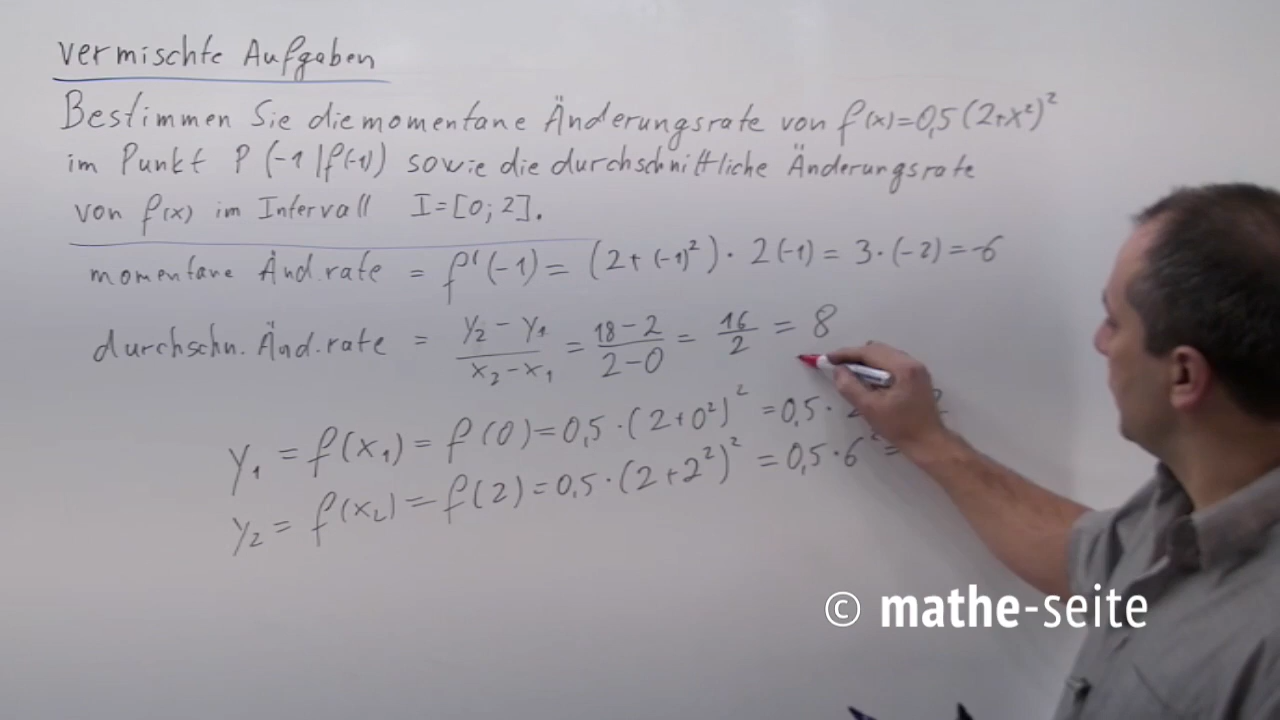 vermischte Aufgaben
Bestimmen Sie die momentane Änderungsrate von f(x)=0,5(2+x²)²
im Punkt P(-1|f(-1)) sowie die durchschnittliche Änderungsrate
von f(x) im Intervall I=[0;2].
momentane Änd.rate = f'(-1) = (2+(-1)²)·2(-1) = 3·(-2) = -6
durchschn. Änd.rate = (y₂-y₁)/(x₂-x₁) = (18-2)/(2-0) = 16/2 = 8
y₁ = f(x₁) = f(0) = 0,5·(2+0²)² = 0,5·
y₂ = f(x₂) = f(2) = 0,5·(2+2²)² = 0,5·6² =
© mathe-seite